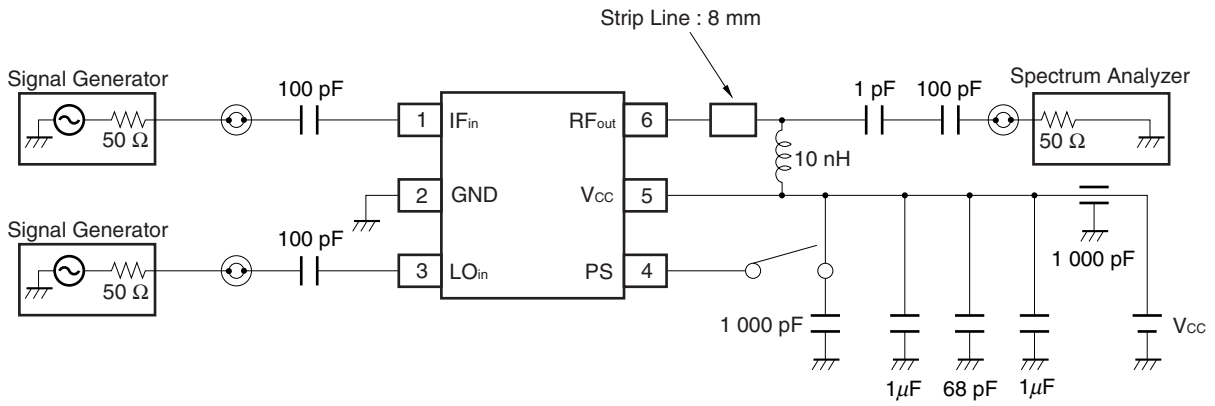 Strip Line : 8 mm
Signal Generator
100 pF
1 pF
100 pF
Spectrum Analyzer
50 Ω
1
IFin
RFout
6
50 Ω
10 nH
2
GND
VCC
5
Signal Generator
100 pF
50 Ω
3
LOin
PS
4
1 000 pF
1 000 pF
VCC
1μF
68 pF
1μF